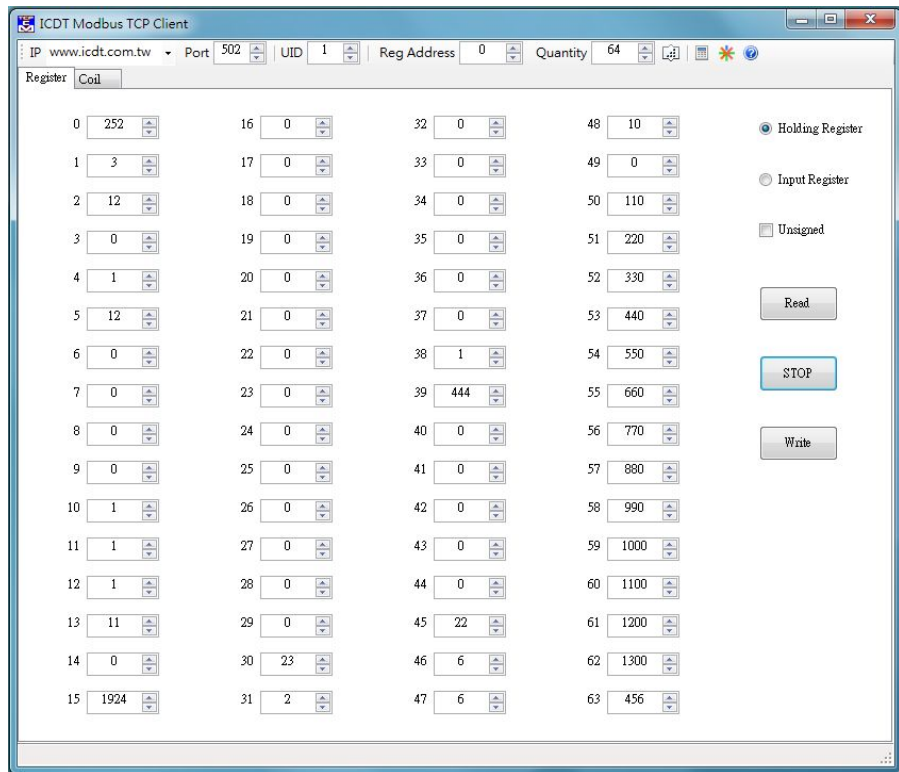 ICDT Modbus TCP Client
IP www.icdt.com.tw Port 502 UID 1 Reg Address 0 Quantity 64
Register Coil
0 252 16 0 32 0 48 10 Holding Register
1 3 17 0 33 0 49 0 Input Register
2 12 18 0 34 0 50 110
3 0 19 0 35 0 51 220 Unsigned
4 1 20 0 36 0 52 330 Read
5 12 21 0 37 0 53 440
6 0 22 0 38 1 54 550 STOP
7 0 23 0 39 444 55 660
8 0 24 0 40 0 56 770 Write
9 0 25 0 41 0 57 880
10 1 26 0 42 0 58 990
11 1 27 0 43 0 59 1000
12 1 28 0 44 0 60 1100
13 11 29 0 45 22 61 1200
14 0 30 23 46 6 62 1300
15 1924 31 2 47 6 63 456